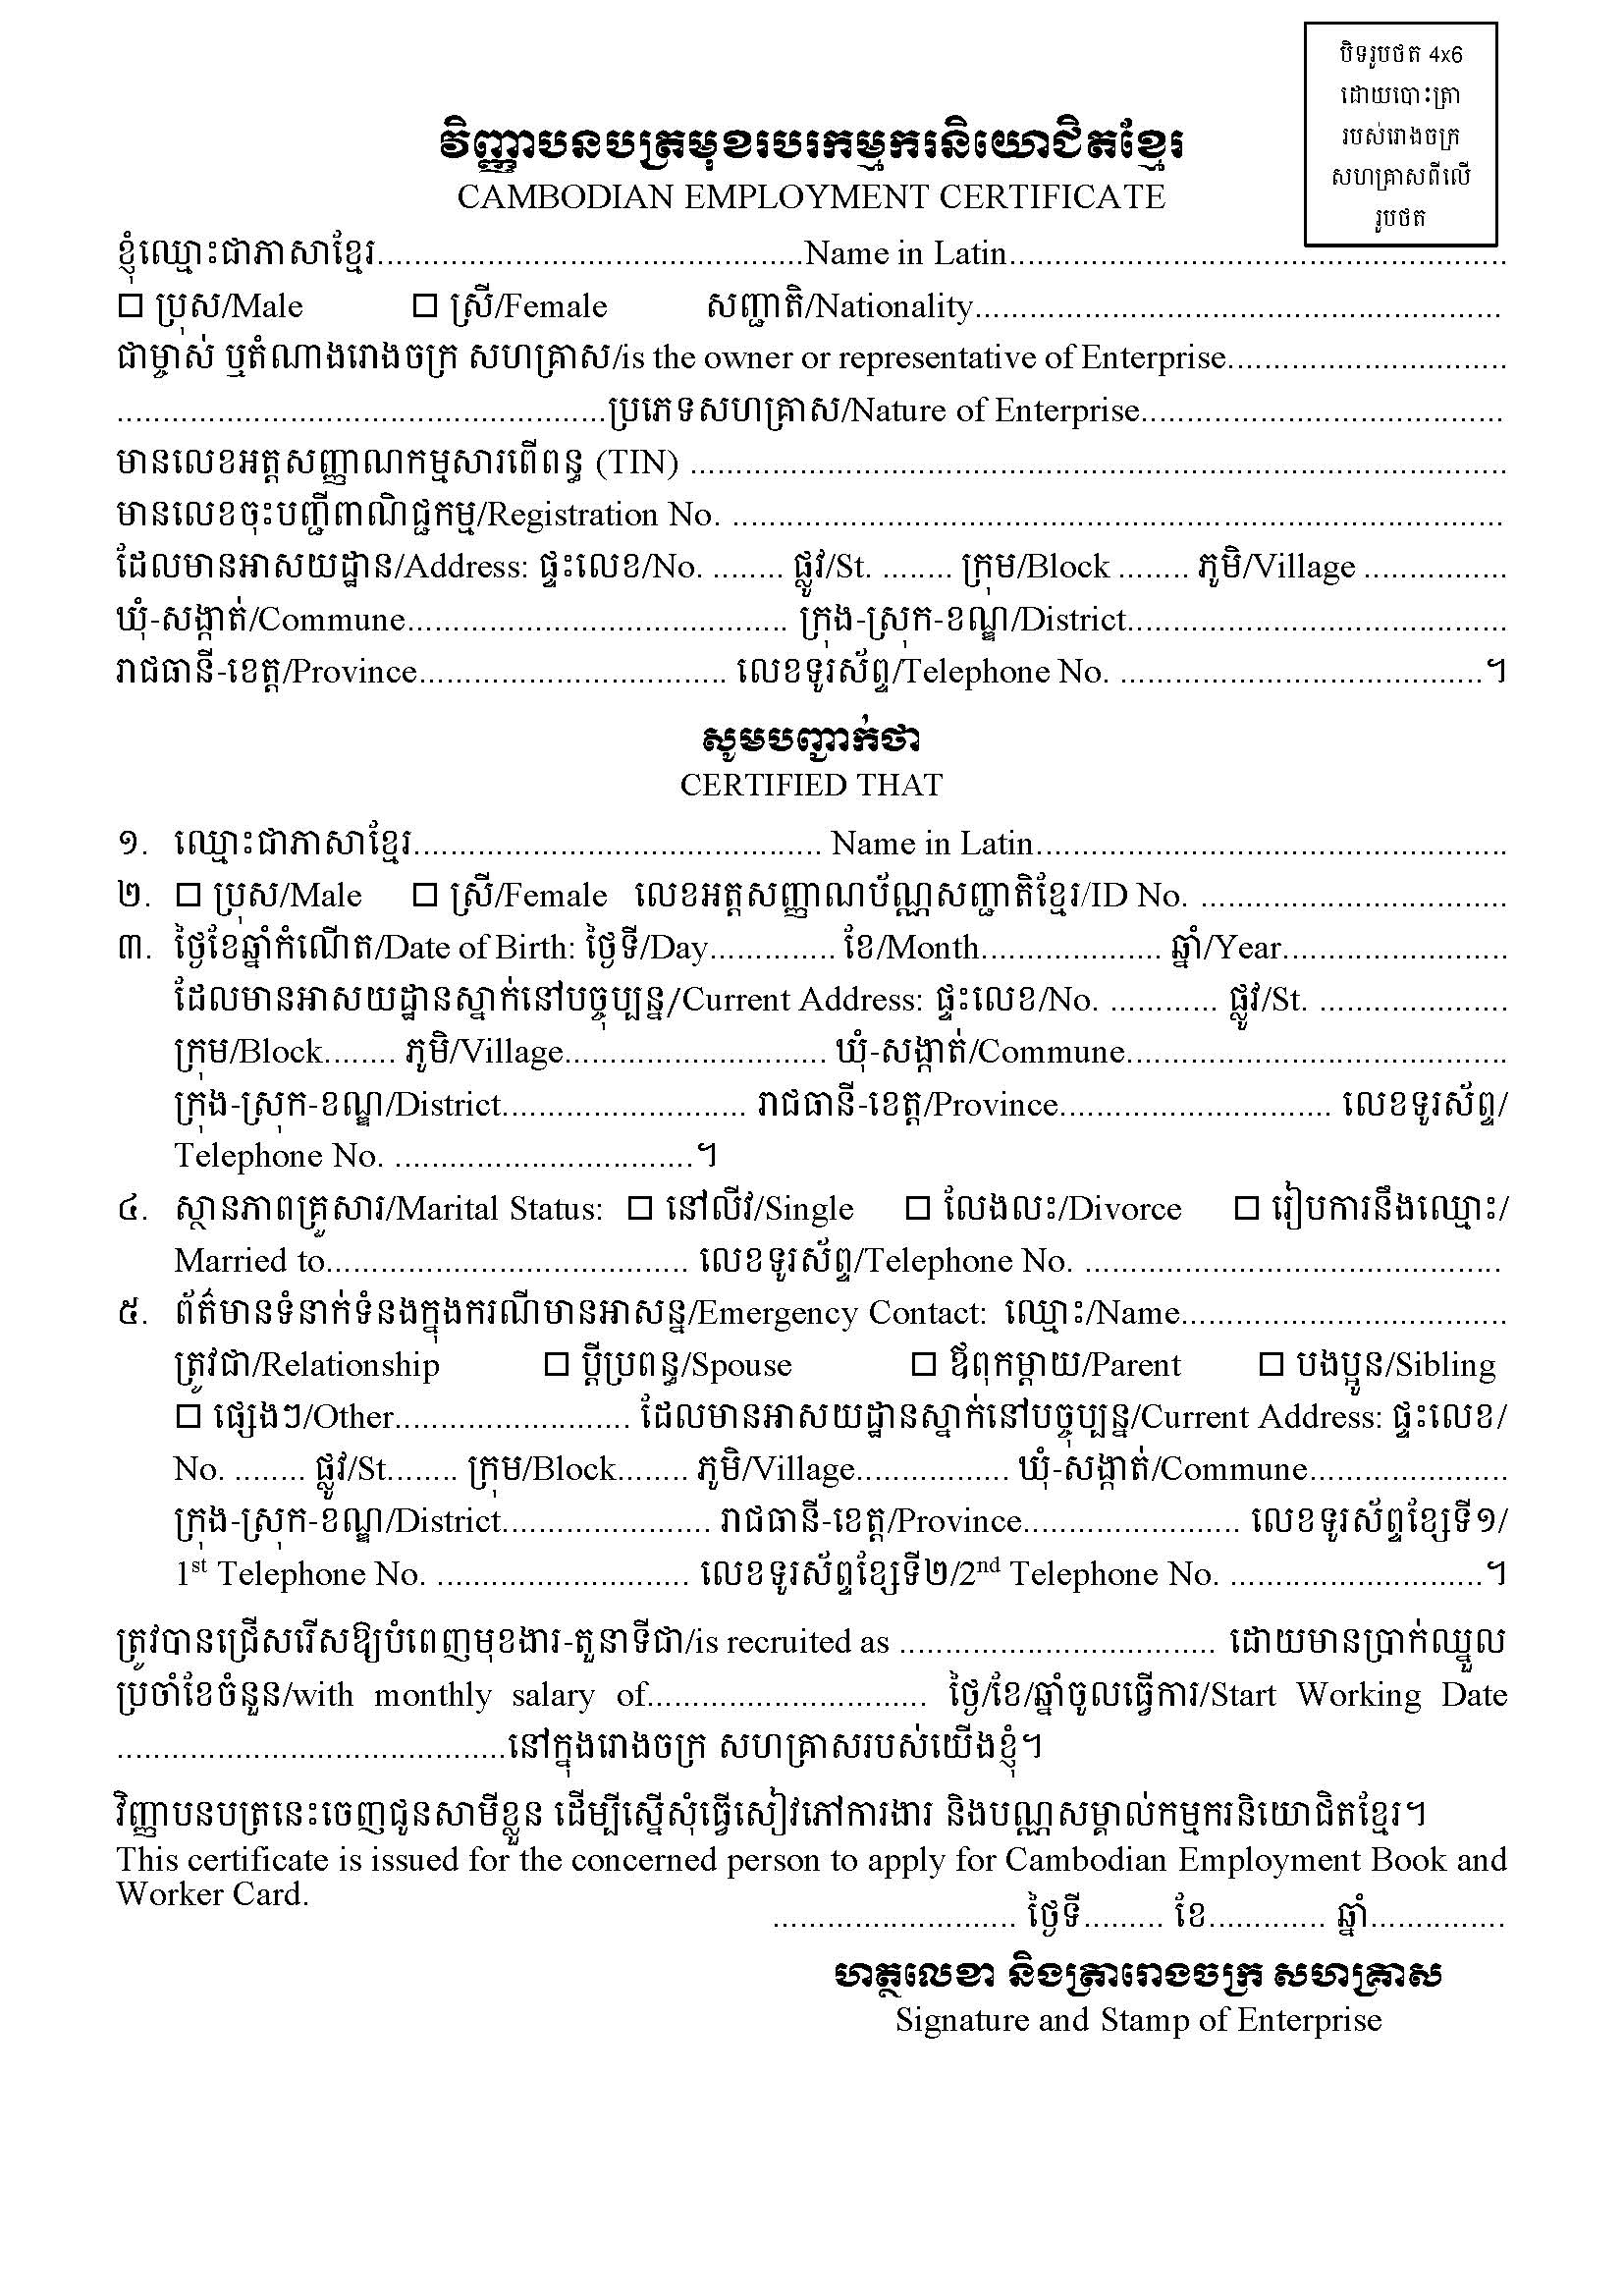 បិទរូបថត 4x6
ដោយបោះត្រា
របស់រោងចក្រ
សហគ្រាសពីលើ
រូបថត
វិញ្ញាបនបត្រមុខរបរកម្មករនិយោជិតខ្មែរ
CAMBODIAN EMPLOYMENT CERTIFICATE
ខ្ញុំឈ្មោះជាភាសាខ្មែរ...............................................Name in Latin.......................................................
□ ប្រុស/Male □ ស្រី/Female សញ្ជាតិ/Nationality..........................................................
ជាម្ចាស់ ឬតំណាងរោងចក្រ សហគ្រាស/is the owner or representative of Enterprise...............................
......................................................ប្រភេទសហគ្រាស/Nature of Enterprise........................................
មានលេខអត្តសញ្ញាណកម្មសារពើពន្ធ (TIN) ..........................................................................................
មានលេខចុះបញ្ជីពាណិជ្ជកម្ម/Registration No. .....................................................................................
ដែលមានអាសយដ្ឋាន/Address: ផ្ទះលេខ/No. ........ ផ្លូវ/St. ........ ក្រុម/Block ........ ភូមិ/Village ................
ឃុំ-សង្កាត់/Commune.......................................... ក្រុង-ស្រុក-ខណ្ឌ/District..........................................
រាជធានី-ខេត្ត/Province.................................. លេខទូរស័ព្ទ/Telephone No. ........................................។
សូមបញ្ជាក់ថា
CERTIFIED THAT
១. ឈ្មោះជាភាសាខ្មែរ............................................. Name in Latin....................................................
២. □ ប្រុស/Male □ ស្រី/Female លេខអត្តសញ្ញាណប័ណ្ណសញ្ជាតិខ្មែរ/ID No. ..................................
៣. ថ្ងៃខែឆ្នាំកំណើត/Date of Birth: ថ្ងៃទី/Day.............. ខែ/Month.................... ឆ្នាំ/Year.........................
ដែលមានអាសយដ្ឋានស្នាក់នៅបច្ចុប្បន្ន/Current Address: ផ្ទះលេខ/No. ............ ផ្លូវ/St. .....................
ក្រុម/Block........ ភូមិ/Village............................. ឃុំ-សង្កាត់/Commune..........................................
ក្រុង-ស្រុក-ខណ្ឌ/District........................... រាជធានី-ខេត្ត/Province.............................. លេខទូរស័ព្ទ/
Telephone No. .................................។
៤. ស្ថានភាពគ្រួសារ/Marital Status: □ នៅលីវ/Single □ លែងលះ/Divorce □ រៀបការនឹងឈ្មោះ/
Married to........................................ លេខទូរស័ព្ទ/Telephone No. ..............................................
៥. ព័ត៌មានទំនាក់ទំនងក្នុងករណីមានអាសន្ន/Emergency Contact: ឈ្មោះ/Name....................................
ត្រូវជា/Relationship □ ប្ដីប្រពន្ធ/Spouse □ ឪពុកម្ដាយ/Parent □ បងប្អូន/Sibling
□ ផ្សេងៗ/Other.......................... ដែលមានអាសយដ្ឋានស្នាក់នៅបច្ចុប្បន្ន/Current Address: ផ្ទះលេខ/
No. ........ ផ្លូវ/St........ ក្រុម/Block........ ភូមិ/Village................. ឃុំ-សង្កាត់/Commune......................
ក្រុង-ស្រុក-ខណ្ឌ/District....................... រាជធានី-ខេត្ត/Province........................ លេខទូរស័ព្ទខ្សែទី១/
1st Telephone No. ............................ លេខទូរស័ព្ទខ្សែទី២/2nd Telephone No. ............................។
ត្រូវបានជ្រើសរើសឱ្យបំពេញមុខងារ-តួនាទីជា/is recruited as ................................... ដោយមានប្រាក់ឈ្នួល
ប្រចាំខែចំនួន/with monthly salary of............................... ថ្ងៃ/ខែ/ឆ្នាំចូលធ្វើការ/Start Working Date
...........................................នៅក្នុងរោងចក្រ សហគ្រាសរបស់យើងខ្ញុំ។
វិញ្ញាបនបត្រនេះចេញជូនសាមីខ្លួន ដើម្បីស្នើសុំធ្វើសៀវភៅការងារ និងបណ្ណសម្គាល់កម្មករនិយោជិតខ្មែរ។
This certificate is issued for the concerned person to apply for Cambodian Employment Book and
Worker Card.
........................... ថ្ងៃទី......... ខែ............. ឆ្នាំ...............
ហត្ថលេខា និងត្រារោងចក្រ សហគ្រាស
Signature and Stamp of Enterprise